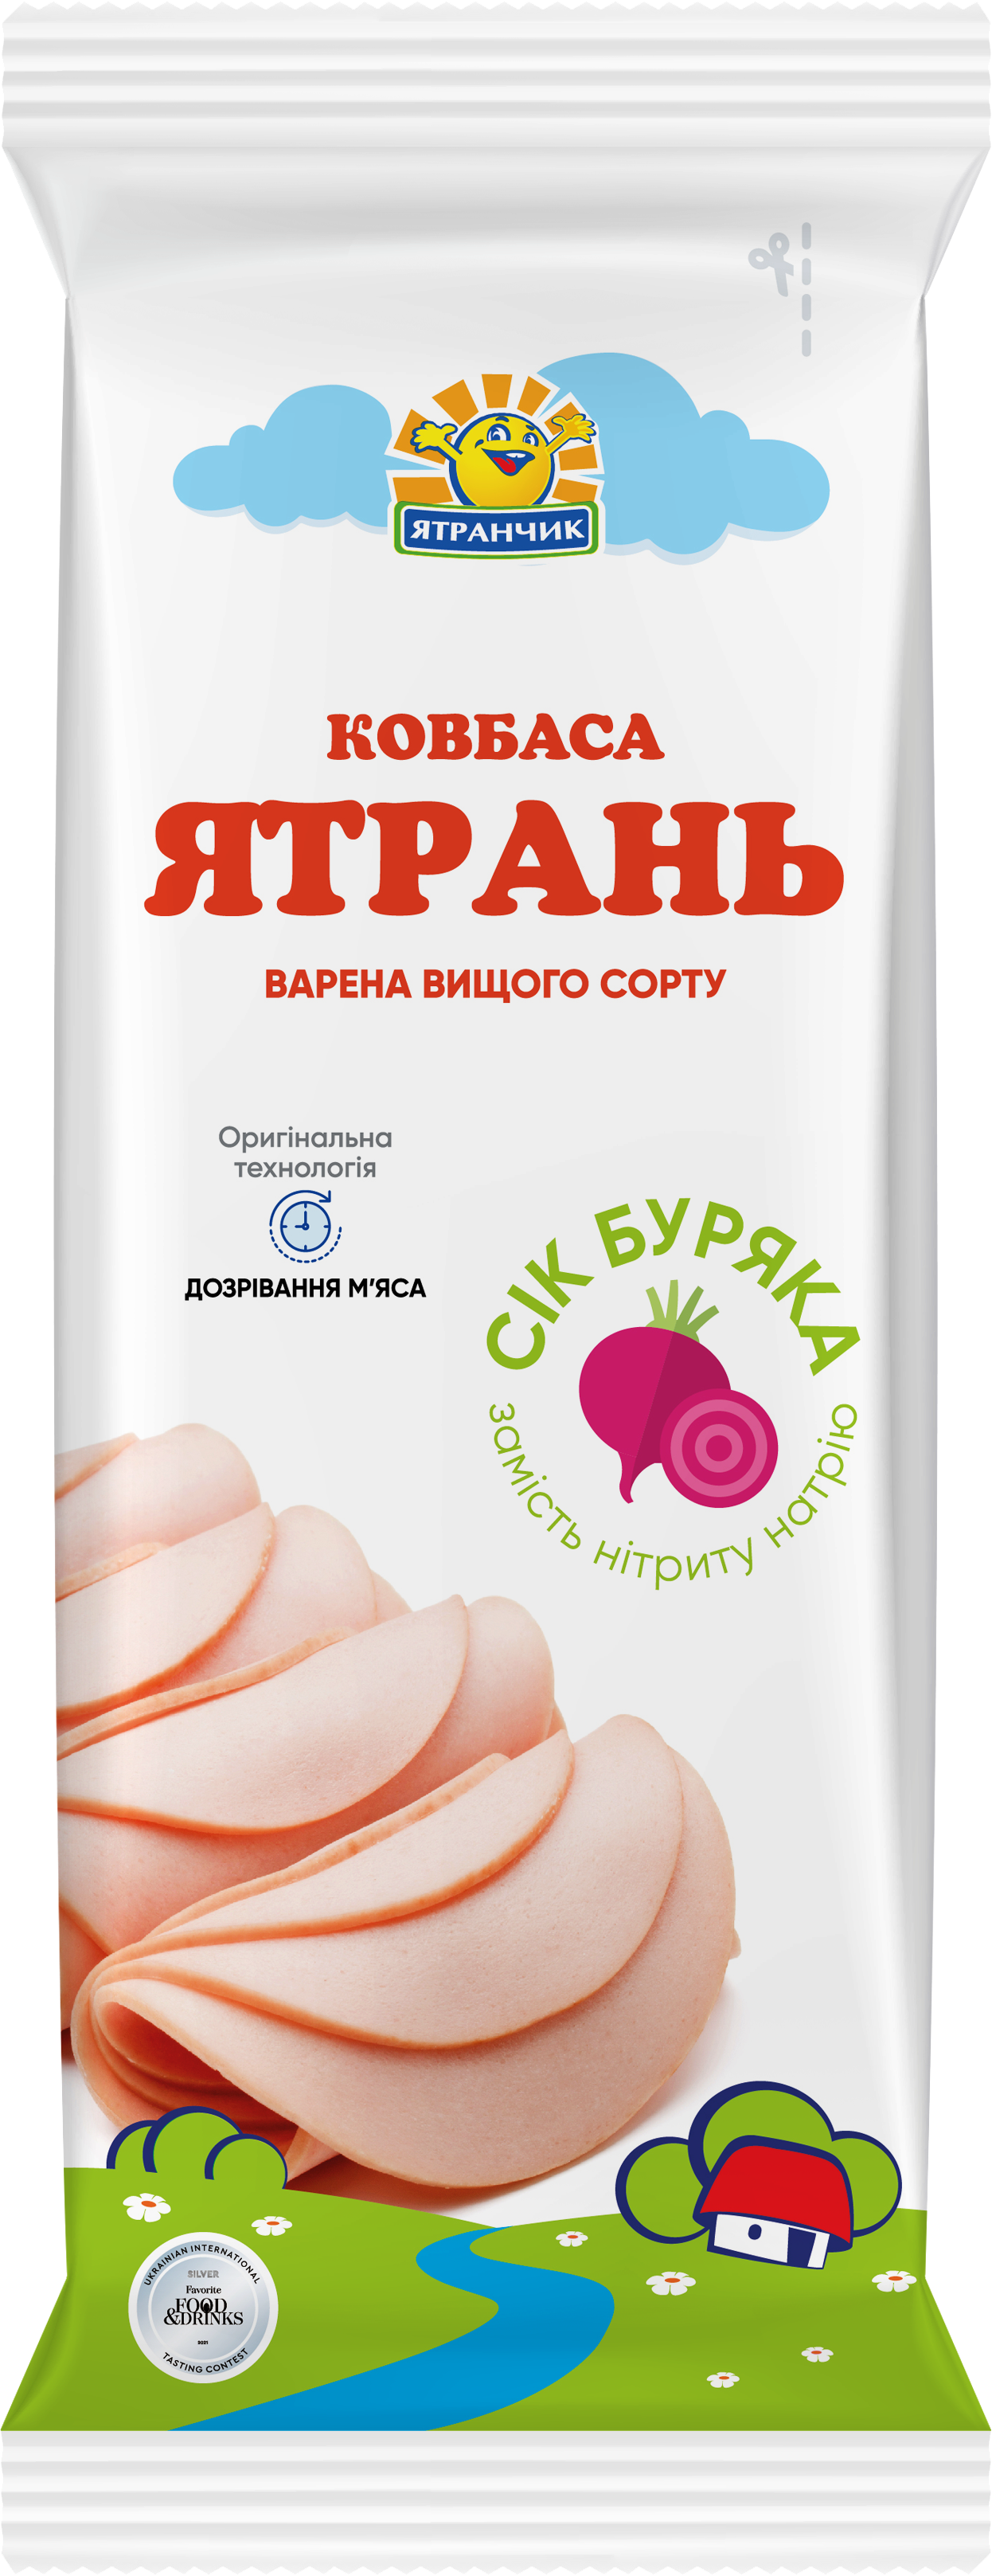 ЯТРАНЧИК
КОВБАСА
ЯТРАНЬ
ВАРЕНА ВИЩОГО СОРТУ
Оригінальна
технологія
ДОЗРІВАННЯ М’ЯСА
СІК БУРЯКА
замість нітриту натрію
UKRAINIAN INTERNATIONAL
SILVER
Favorite
FOOD
&DRINKS
2021
TASTING CONTEST